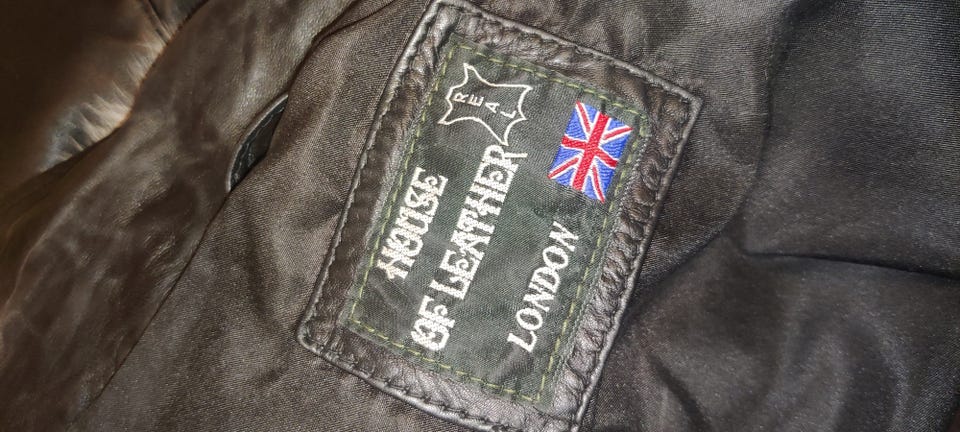 REAL
HOUSE
OF LEATHER
LONDON